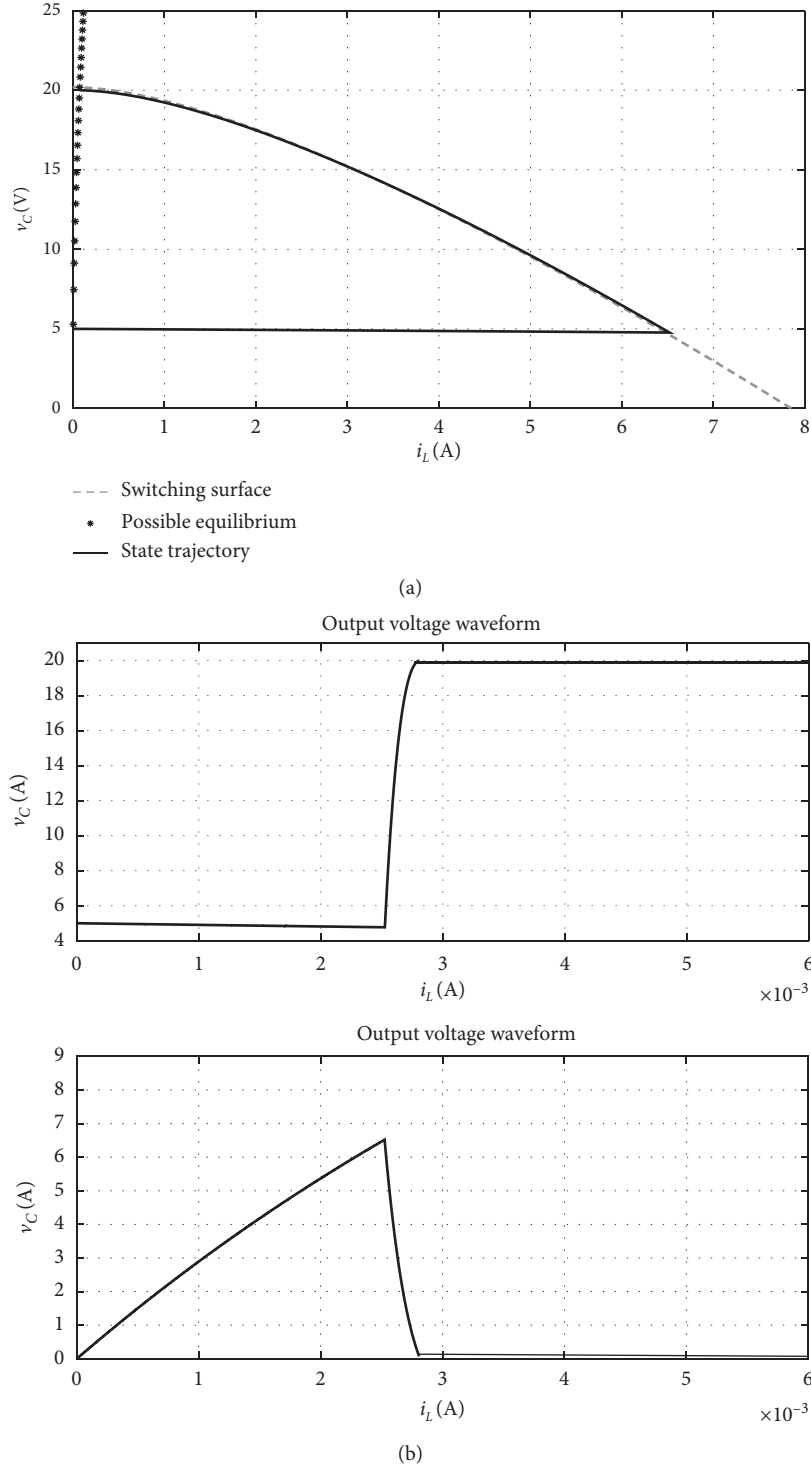 25
20
15
10
5
0
v_C (V)
0 1 2 3 4 5 6 7 8
i_L (A)
Switching surface
Possible equilibrium
State trajectory
(a)
Output voltage waveform
20
18
16
14
12
10
8
6
4
v_C (A)
0 1 2 3 4 5 6
i_L (A)
×10⁻³
Output voltage waveform
9
8
7
6
5
4
3
2
1
0
v_C (A)
0 1 2 3 4 5 6
i_L (A)
×10⁻³
(b)